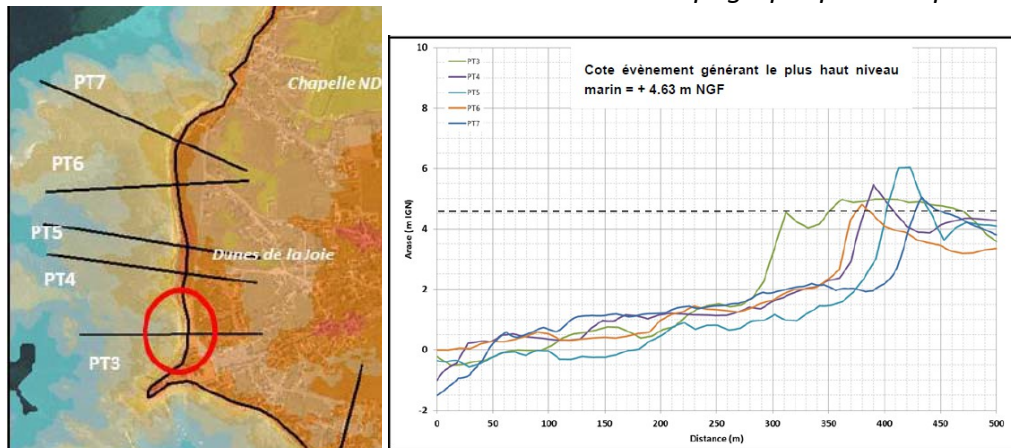 PT7
Chapelle ND
PT6
PT5
Dunes de la Joie
PT4
PT3
Cote évènement générant le plus haut niveau
marin = + 4.63 m NGF
PT3
PT4
PT5
PT6
PT7
Arase (m IGN)
10
8
6
4
2
0
-2
0
50
100
150
200
250
300
350
400
450
500
Distance (m)